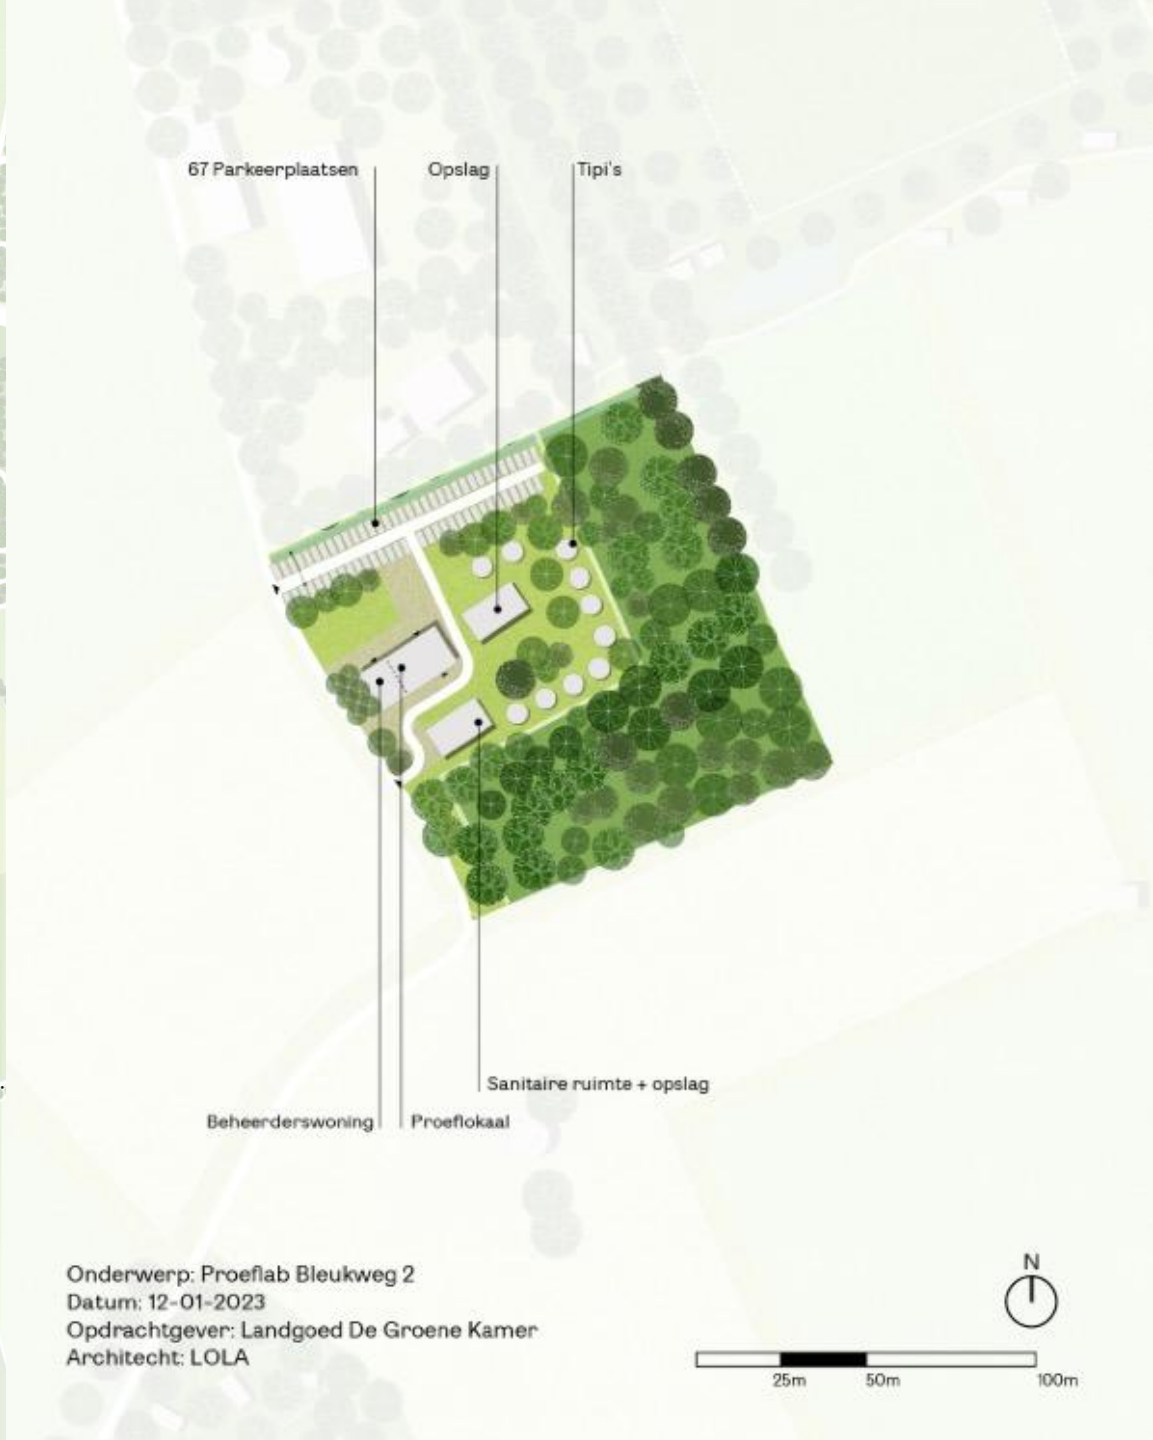 67 Parkeerplaatsen
Opslag
Tipi's
Sanitaire ruimte + opslag
Beheerderswoning
Proeflokaal
Onderwerp: Proeflab Bleukweg 2
Datum: 12-01-2023
Opdrachtgever: Landgoed De Groene Kamer
Architecht: LOLA
N
25m
50m
100m